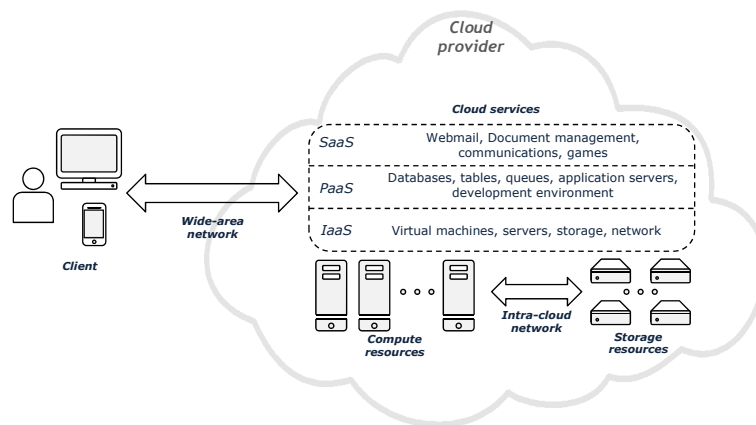 Cloud
provider
Cloud services
SaaS
Webmail, Document management,
communications, games
PaaS
Databases, tables, queues, application servers,
development environment
IaaS
Virtual machines, servers, storage, network
Wide-area
network
Client
Compute
resources
Intra-cloud
network
Storage
resources